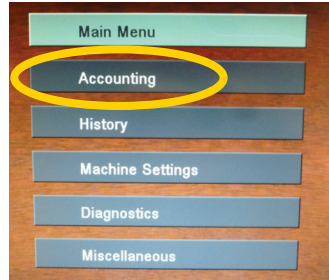 Main Menu
Accounting
History
Machine Settings
Diagnostics
Miscellaneous